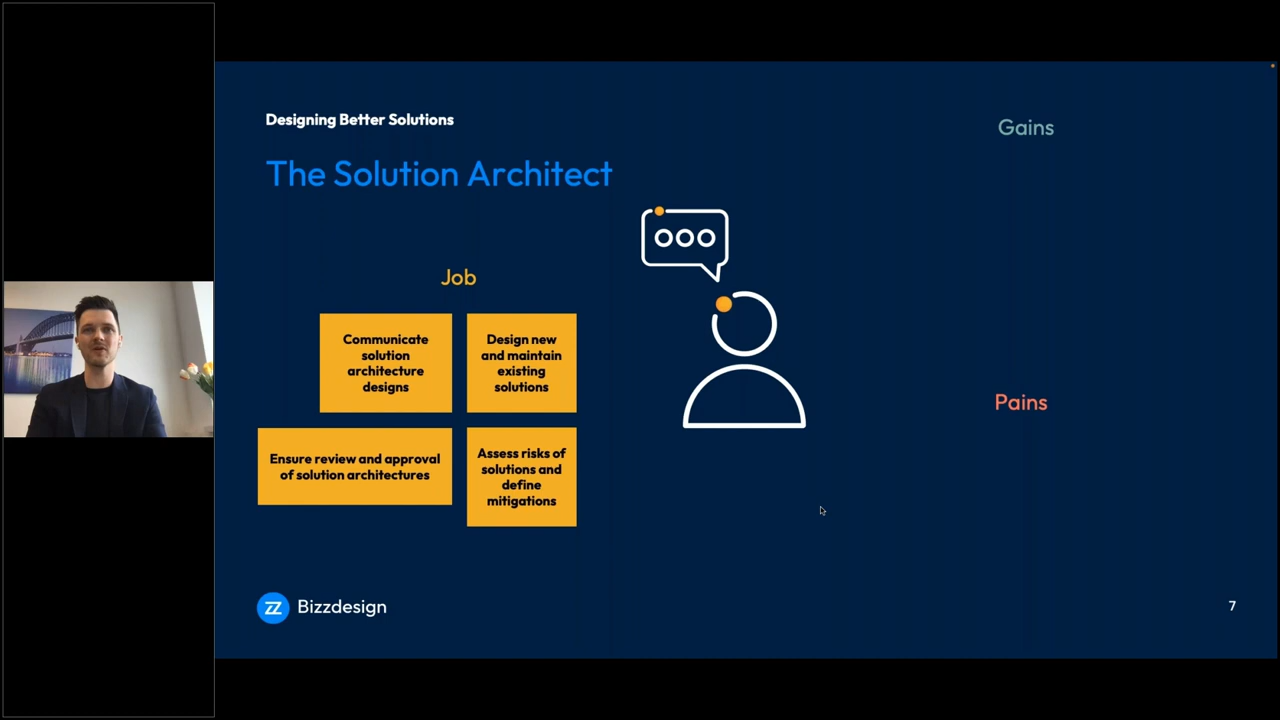 Designing Better Solutions
The Solution Architect
Gains
Job
Communicate
solution
architecture
designs
Design new
and maintain
existing
solutions
Ensure review and approval
of solution architectures
Assess risks of
solutions and
define
mitigations
Pains
Bizzdesign
7